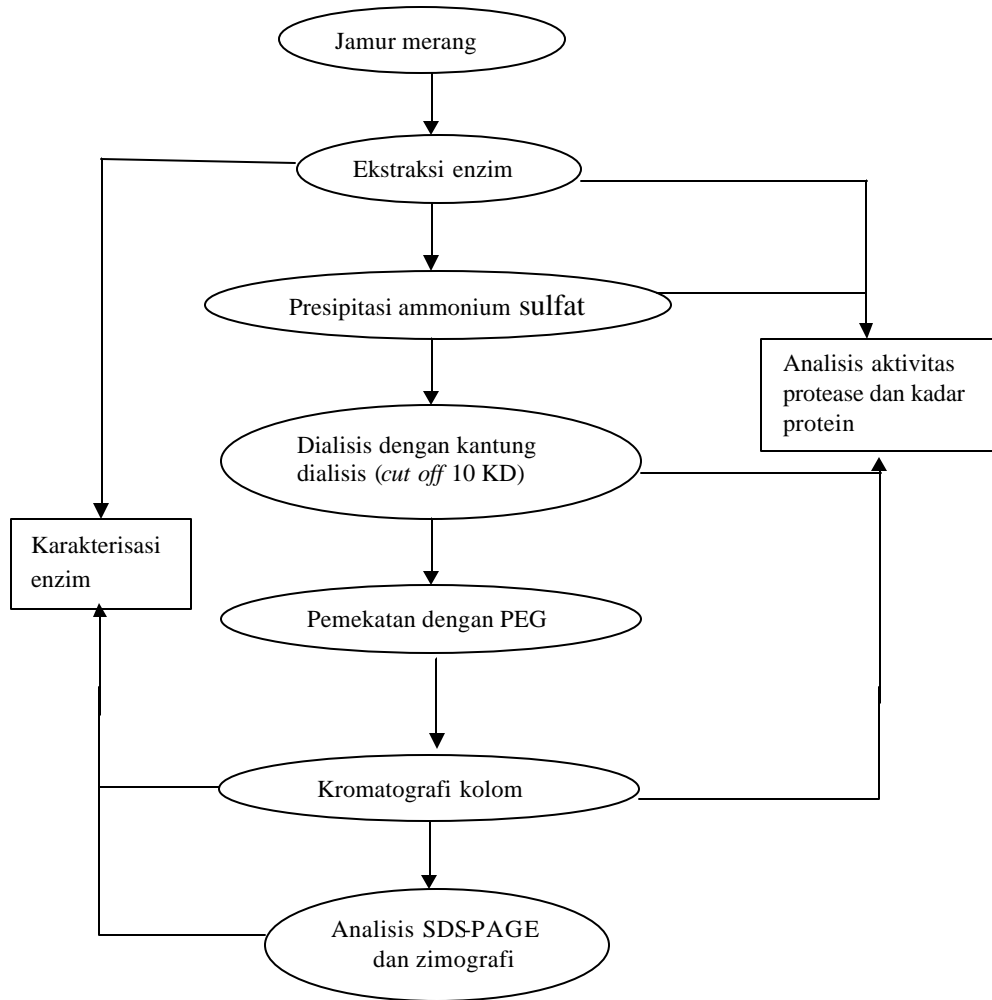 Jamur merang
Ekstraksi enzim
Presipitasi ammonium sulfat
Analisis aktivitas
protease dan kadar
protein
Dialisis dengan kantung
dialisis (cut off 10 KD)
Karakterisasi
enzim
Pemekatan dengan PEG
Kromatografi kolom
Analisis SDS-PAGE
dan zimografi